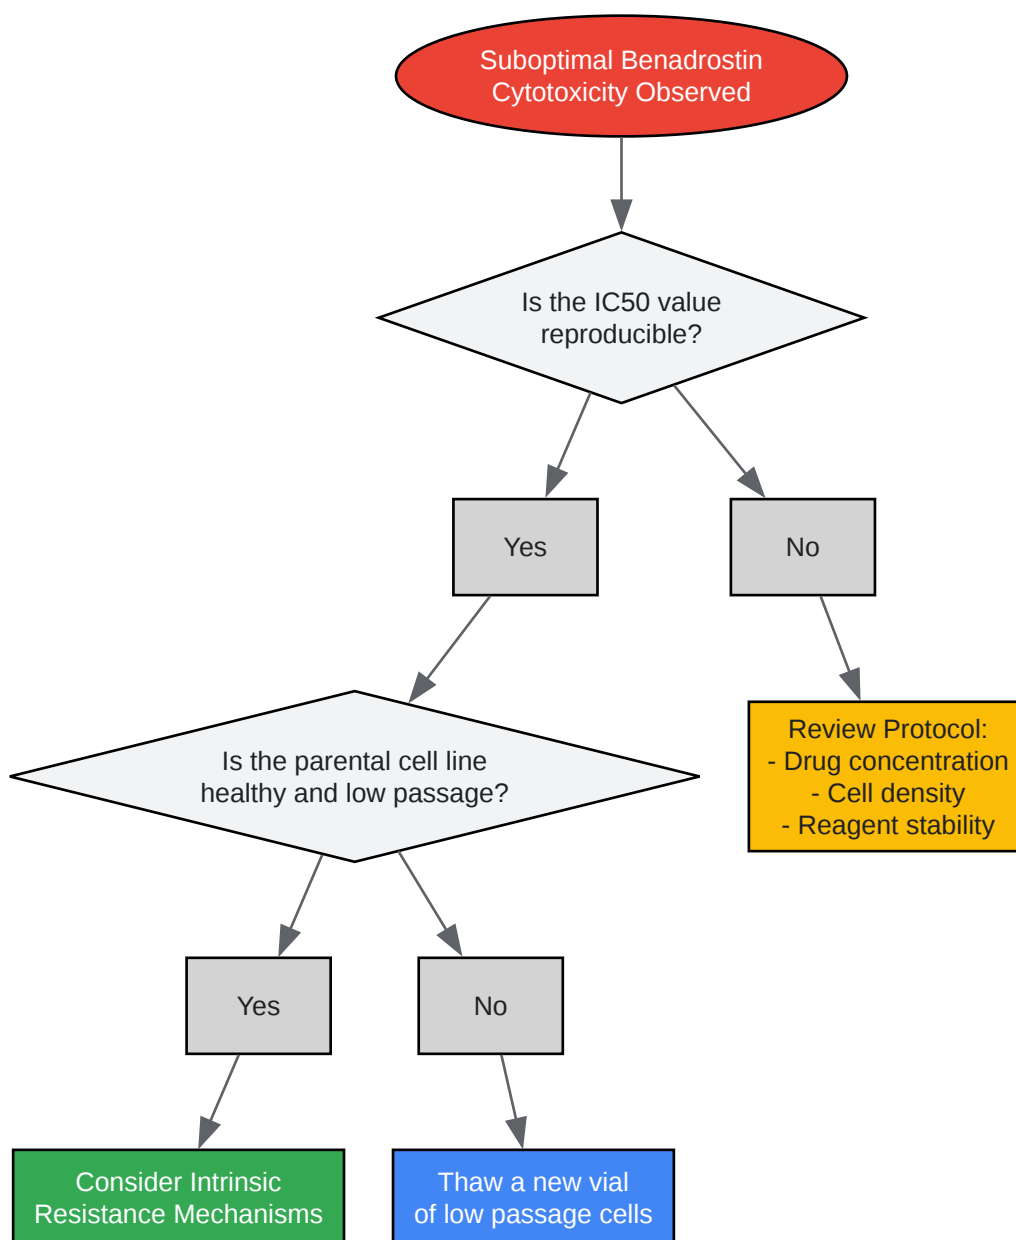 Suboptimal Benadrostin
Cytotoxicity Observed
Is the IC50 value
reproducible?
Yes
No
Is the parental cell line
healthy and low passage?
Review Protocol:
- Drug concentration
- Cell density
- Reagent stability
Yes
No
Consider Intrinsic
Resistance Mechanisms
Thaw a new vial
of low passage cells